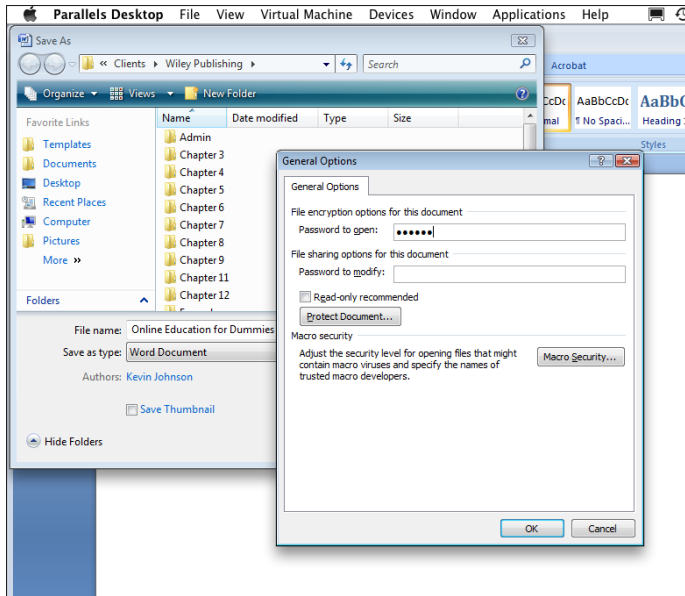 Parallels Desktop File View Virtual Machine Devices Window Applications Help
Save As
« Clients Wiley Publishing Search
Acrobat
Organize Views New Folder
Favorite Links
Templates
Documents
Desktop
Recent Places
Computer
Pictures
More »
Folders
Name Date modified Type Size
Admin
Chapter 3
Chapter 4
Chapter 5
Chapter 6
Chapter 7
Chapter 8
Chapter 9
Chapter 11
Chapter 12
AaBbCcDc AaBbC
¶ No Spaci... Heading
Styles
File name: Online Education for Dummies
Save as type: Word Document
Authors: Kevin Johnson
Save Thumbnail
Hide Folders
General Options
General Options
File encryption options for this document
Password to open: ••••••
File sharing options for this document
Password to modify:
Read-only recommended
Protect Document...
Macro security
Adjust the security level for opening files that might
contain macro viruses and specify the names of
trusted macro developers.
Macro Security...
OK Cancel